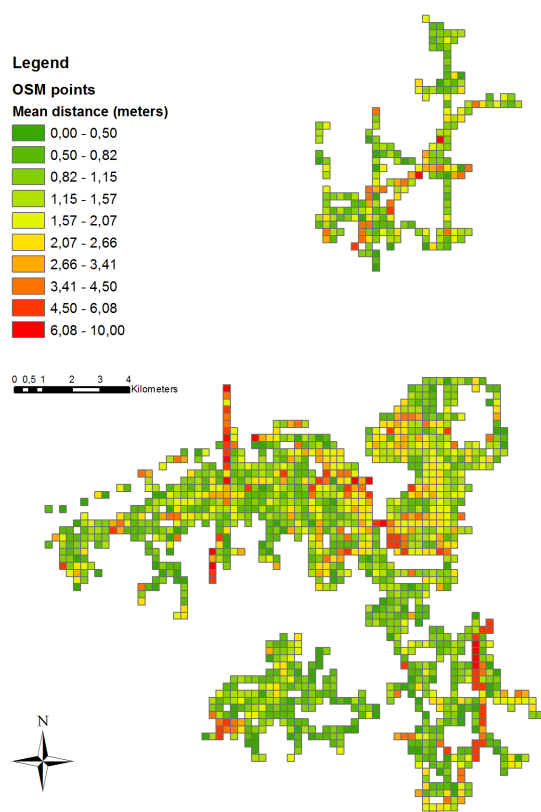 Legend
OSM points
Mean distance (meters)
0,00 - 0,50
0,50 - 0,82
0,82 - 1,15
1,15 - 1,57
1,57 - 2,07
2,07 - 2,66
2,66 - 3,41
3,41 - 4,50
4,50 - 6,08
6,08 - 10,00
0 0,5 1 2 3 4
Kilometers
N